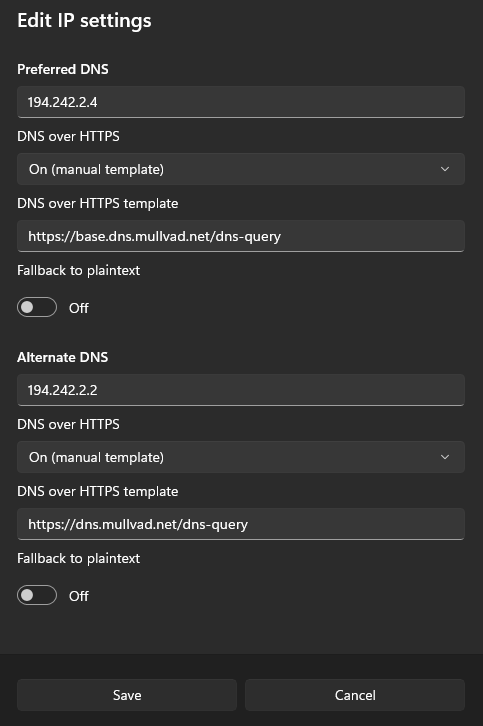 Edit IP settings
Preferred DNS
194.242.2.4
DNS over HTTPS
On (manual template)
DNS over HTTPS template
https://base.dns.mullvad.net/dns-query
Fallback to plaintext
Off
Alternate DNS
194.242.2.2
DNS over HTTPS
On (manual template)
DNS over HTTPS template
https://dns.mullvad.net/dns-query
Fallback to plaintext
Off
Save Cancel